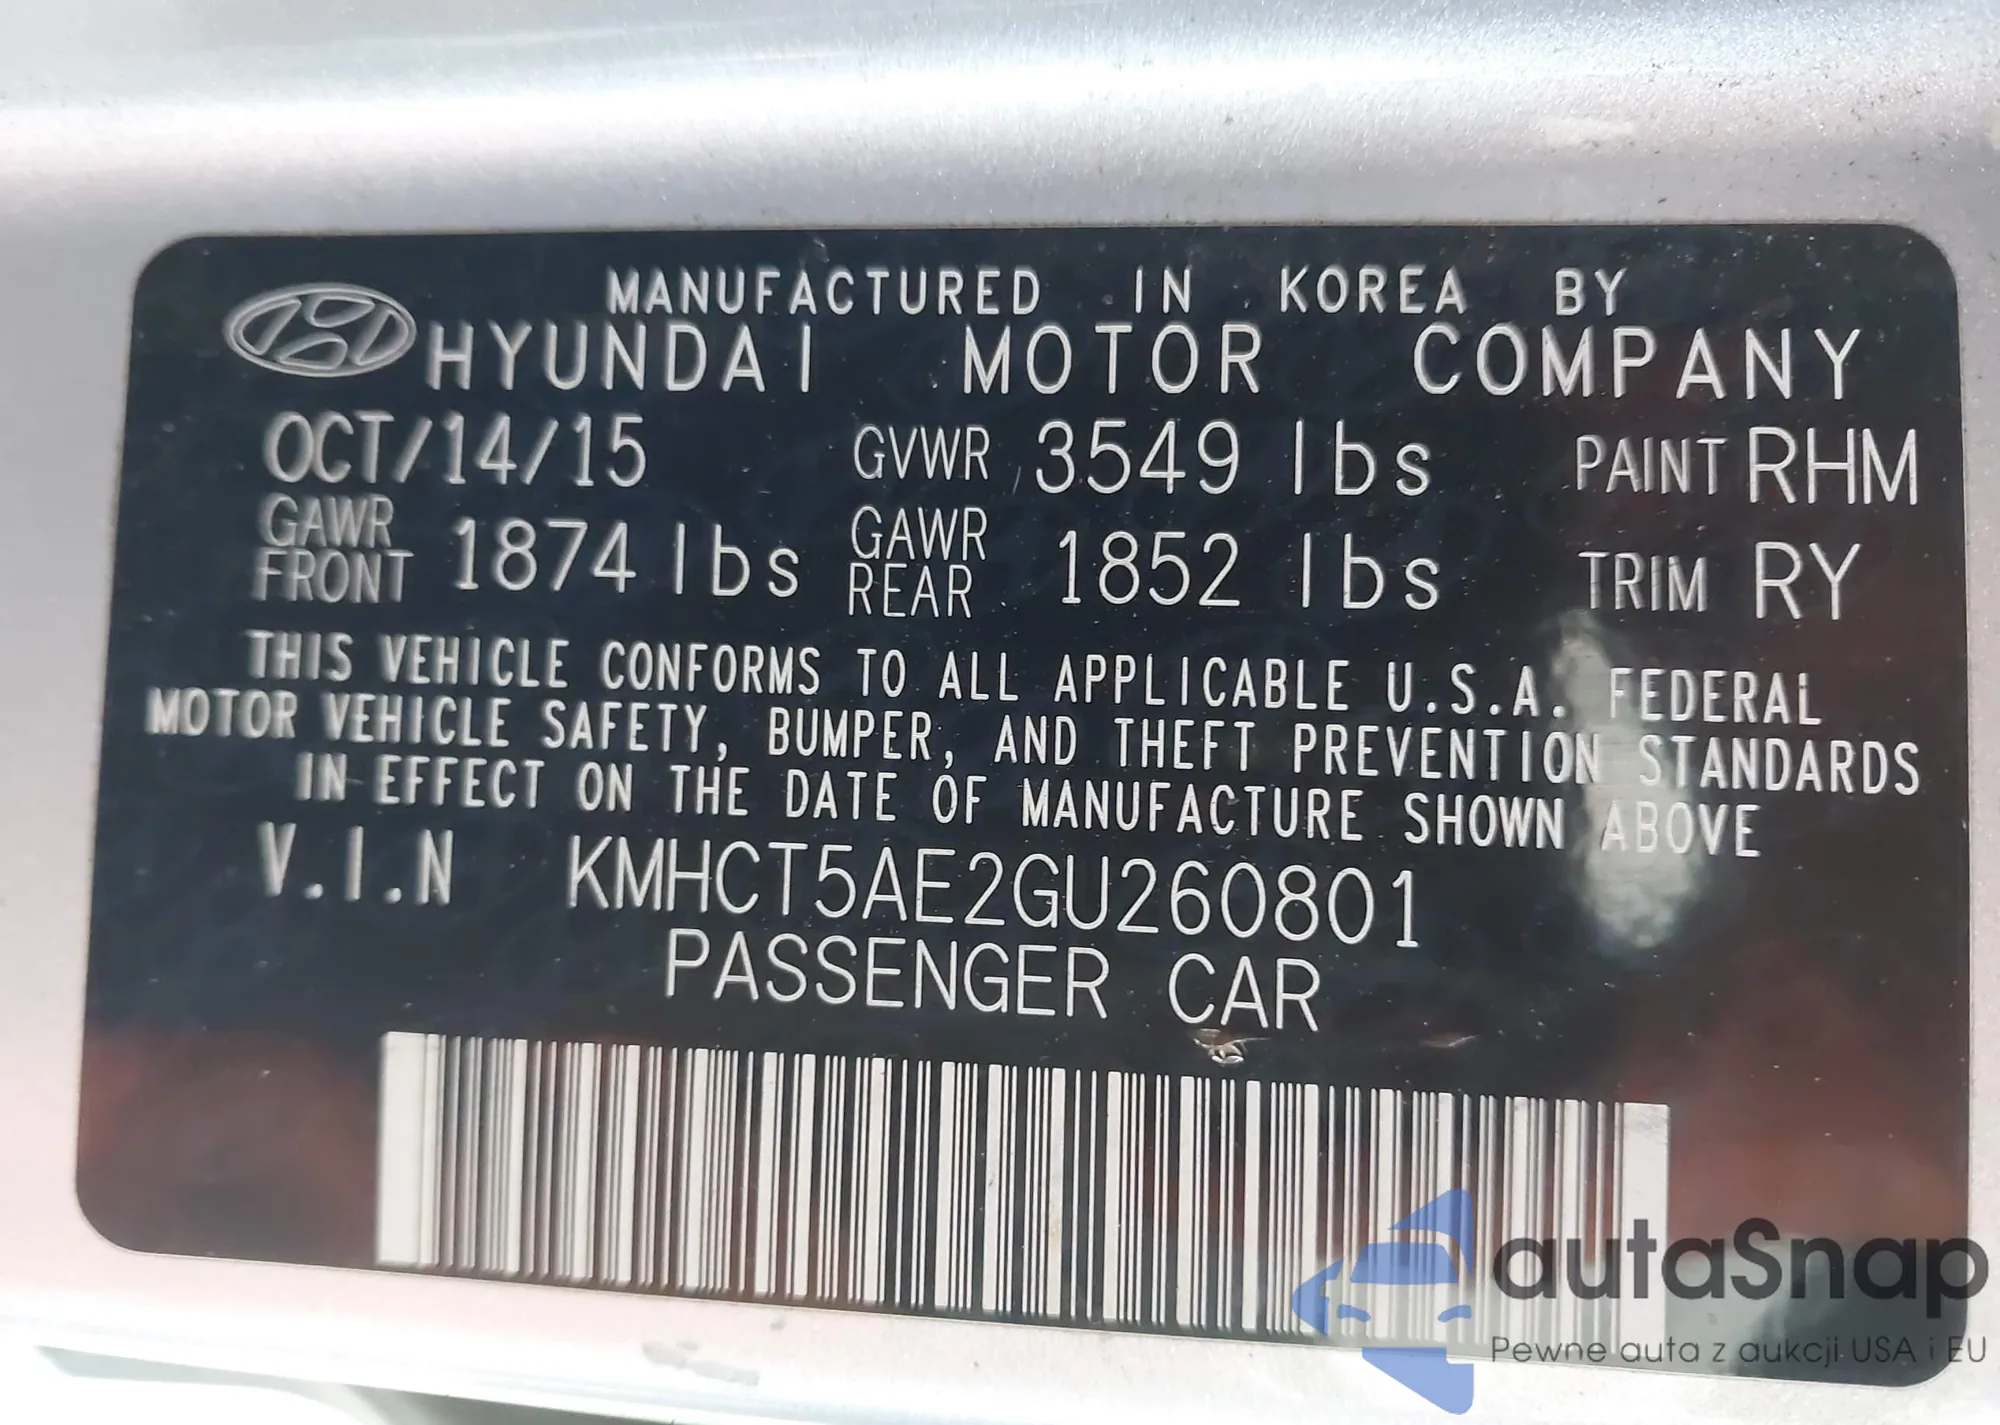 MANUFACTURED IN KOREA BY
HYUNDAI MOTOR COMPANY
OCT/14/15 GVWR 3549 lbs PAINT RHM
GAWR FRONT 1874 lbs GAWR REAR 1852 lbs TRIM RY
THIS VEHICLE CONFORMS TO ALL APPLICABLE U.S.A. FEDERAL
MOTOR VEHICLE SAFETY, BUMPER, AND THEFT PREVENTION STANDARDS
IN EFFECT ON THE DATE OF MANUFACTURE SHOWN ABOVE
V.I.N KMHCT5AE2GU260801
PASSENGER CAR
autaSnap
Pewne auta z aukcji USA i EU